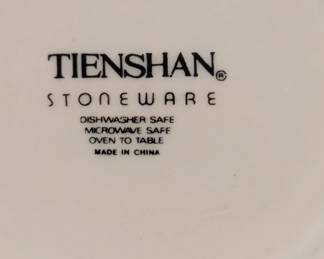 TIENSHAN®
STONEWARE
DISHWASHER SAFE
MICROWAVE SAFE
OVEN TO TABLE
MADE IN CHINA